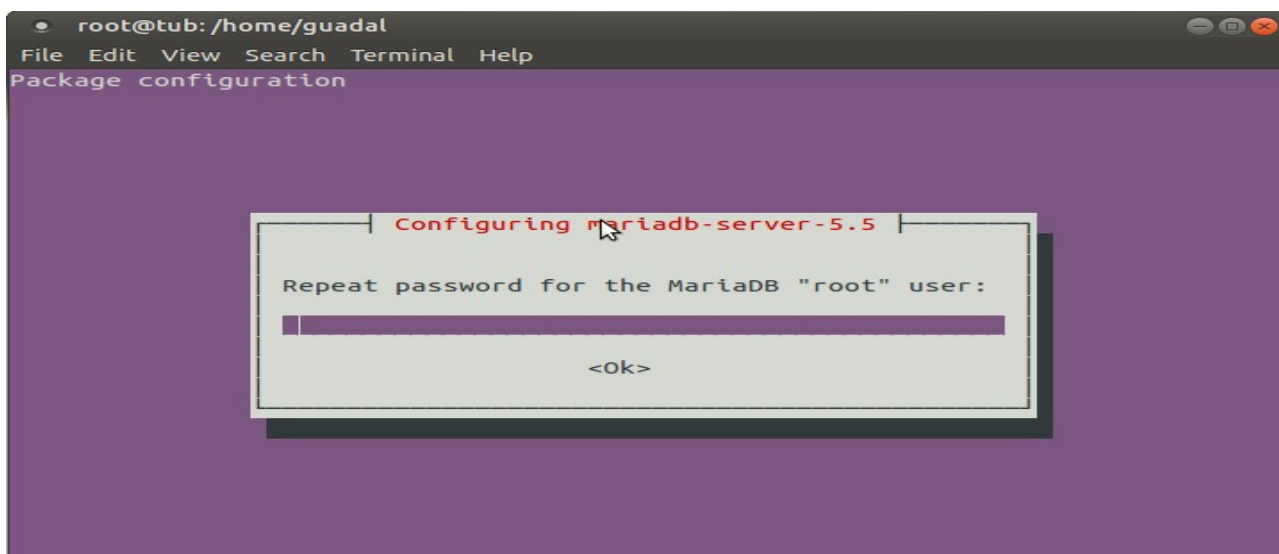 root@tub: /home/guadal
File Edit View Search Terminal Help
Package configuration
Configuring mariadb-server-5.5
Repeat password for the MariaDB "root" user:
<Ok>